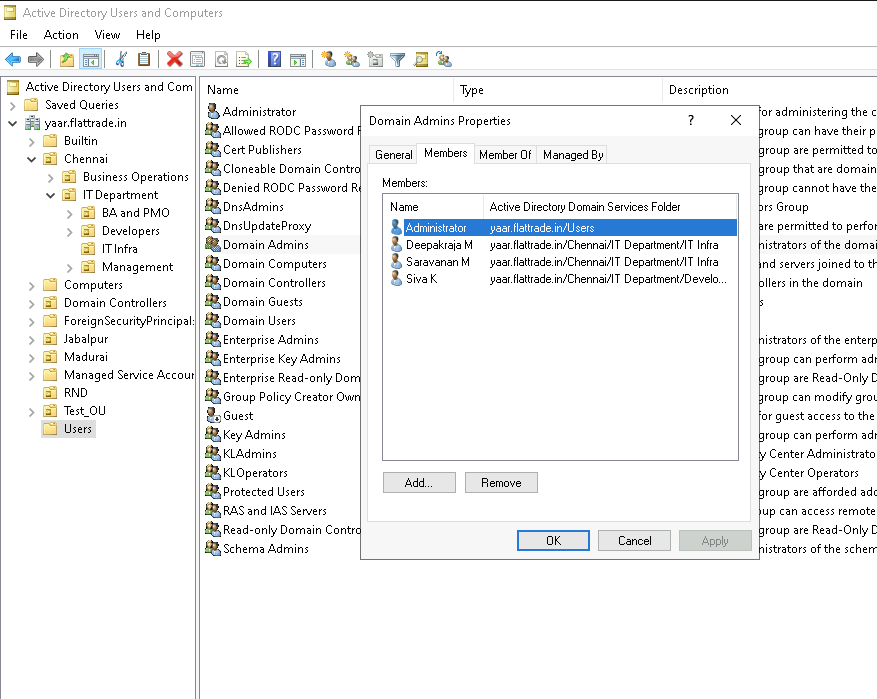 Active Directory Users and Computers
File Action View Help
Active Directory Users and Com
Saved Queries
yaar.flattrade.in
Builtin
Chennai
Business Operations
IT Department
BA and PMO
Developers
IT Infra
Management
Computers
Domain Controllers
ForeignSecurityPrincipal:
Jabalpur
Madurai
Managed Service Accour
RND
Test_OU
Users
Name Type Description
Administrator for administering the c
Allowed RODC Password F group can have their p
Cert Publishers group are permitted to
Cloneable Domain Contro group that are domain
Denied RODC Password Re group cannot have the
DnsAdmins ors Group
DnsUpdateProxy are permitted to perfor
Domain Admins nistrators of the domai
Domain Computers and servers joined to th
Domain Controllers ollers in the domain
Domain Guests s
Domain Users
Enterprise Admins nistrators of the enterp
Enterprise Key Admins group can perform adr
Enterprise Read-only Dom group are Read-Only D
Group Policy Creator Own group can modify grou
Guest for guest access to the
Key Admins group can perform adr
KLAdmins y Center Administrato
KLOperators y Center Operators
Protected Users group are afforded add
RAS and IAS Servers up can access remote
Read-only Domain Contro group are Read-Only D
Schema Admins nistrators of the schem
Domain Admins Properties ?
General Members Member Of Managed By
Members:
Name Active Directory Domain Services Folder
Administrator yaar.flattrade.in/Users
Deepakraja M yaar.flattrade.in/Chennai/IT Department/IT Infra
Saravanan M yaar.flattrade.in/Chennai/IT Department/IT Infra
Siva K yaar.flattrade.in/Chennai/IT Department/Develo...
Add... Remove
OK Cancel Apply